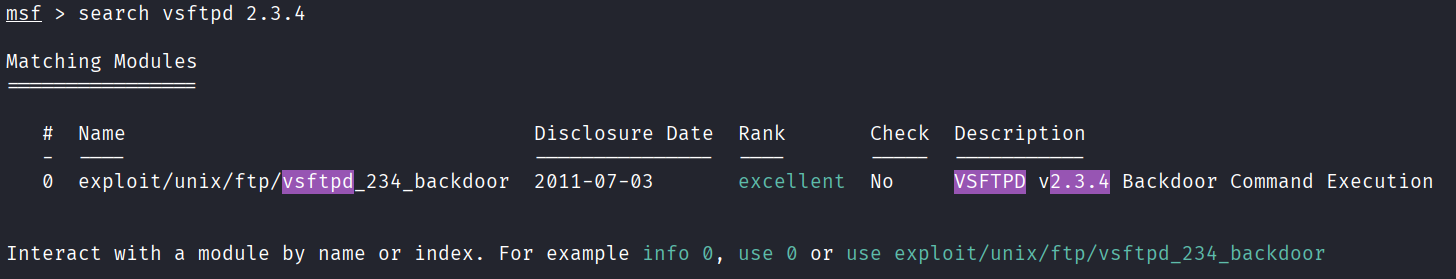 msf > search vsftpd 2.3.4
Matching Modules
================
# Name Disclosure Date Rank Check Description
- ---- --------------- ---- ----- -----------
0 exploit/unix/ftp/vsftpd_234_backdoor 2011-07-03 excellent No VSFTPD v2.3.4 Backdoor Command Execution
Interact with a module by name or index. For example info 0, use 0 or use exploit/unix/ftp/vsftpd_234_backdoor